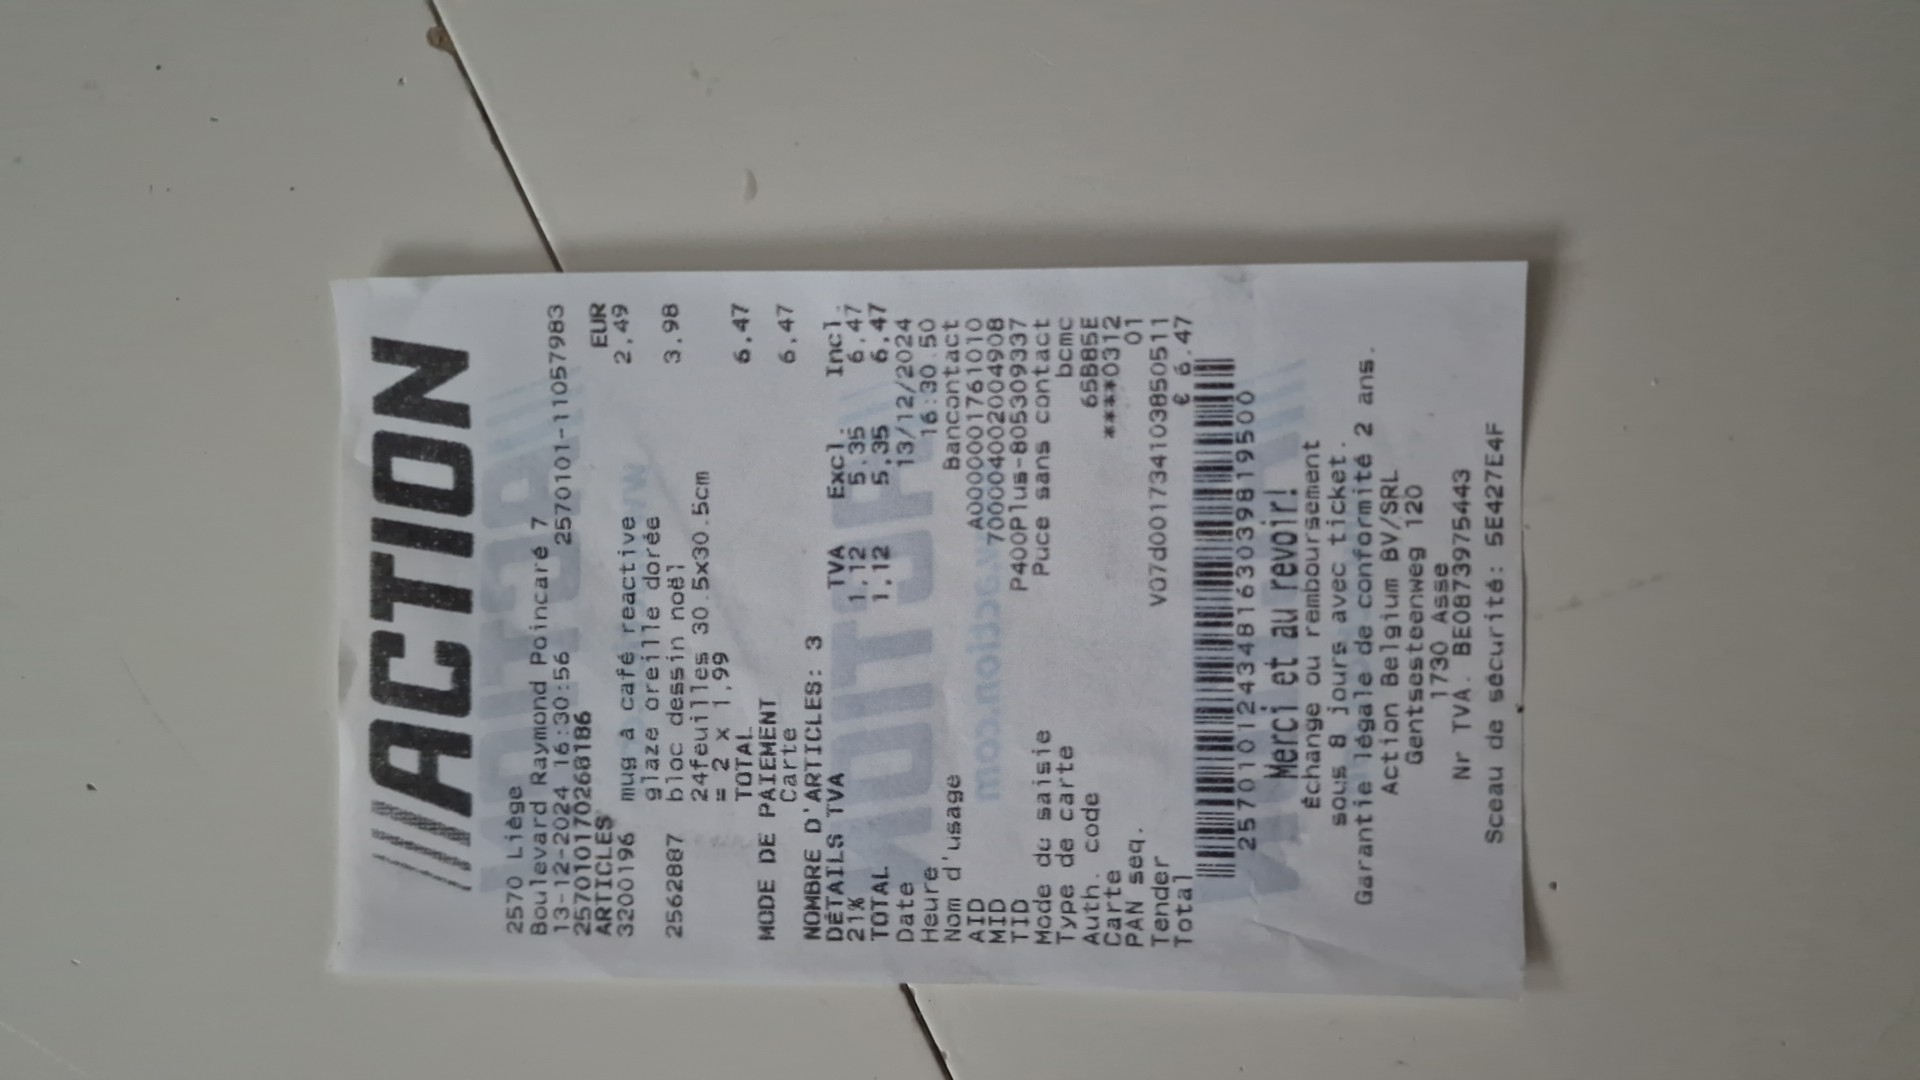 ///ACTION
2570 Liège
Boulevard Raymond Poincaré 7
13-12-2024 16:30:56 2570101-11057983
257010170268186
ARTICLES EUR
3200196 mug à café reactive 2,49
glaze oreille dorée
2562887 bloc dessin noël 3,98
24feuilles 30.5x30.5cm
= 2 x 1,99
TOTAL 6,47
MODE DE PAIEMENT
Carte 6,47
NOMBRE D'ARTICLES: 3
DÉTAILS TVA TVA Excl. Incl.
21% 1,12 5,35 6,47
TOTAL 1,12 5,35 6,47
Date 13/12/2024
Heure 16:30:50
Nom d'usage Bancontact
AID A0000001761010
MID 700004002004908
TID P400Plus-805309337
Mode de saisie Puce sans contact
Type de carte bcmc
Auth. code 65B85E
Carte ****0312
PAN seq. 01
Tender VO7d001734103850511
Total € 6,47
2570101243481630398819500
Merci et au revoir!
Échange ou remboursement
sous 8 jours avec ticket.
Garantie légale de conformité 2 ans.
Action Belgium BV/SRL
Gentsesteenweg 120
1730 Asse
Nr TVA. BE0873975443
Sceau de sécurité: 5E427E4F